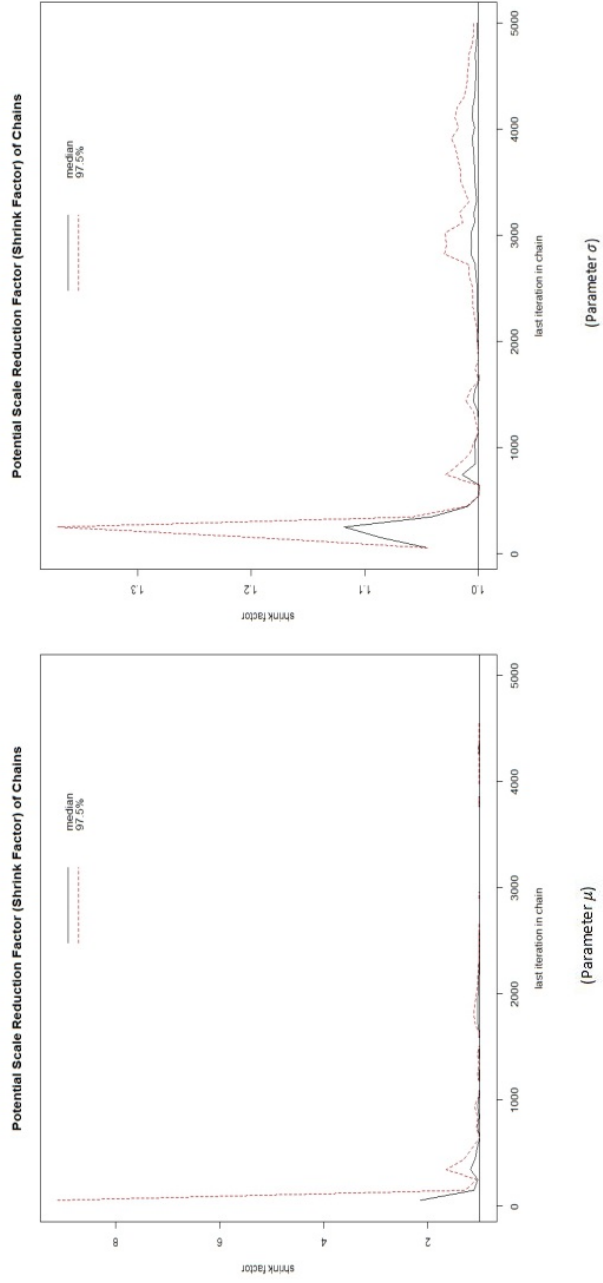 Potential Scale Reduction Factor (Shrink Factor) of Chains
median
97.5%
shrink factor
8
6
4
2
0
1000
2000
3000
4000
5000
last iteration in chain
(Parameter μ)
Potential Scale Reduction Factor (Shrink Factor) of Chains
median
97.5%
shrink factor
1.3
1.2
1.1
1.0
0
1000
2000
3000
4000
5000
last iteration in chain
(Parameter σ)